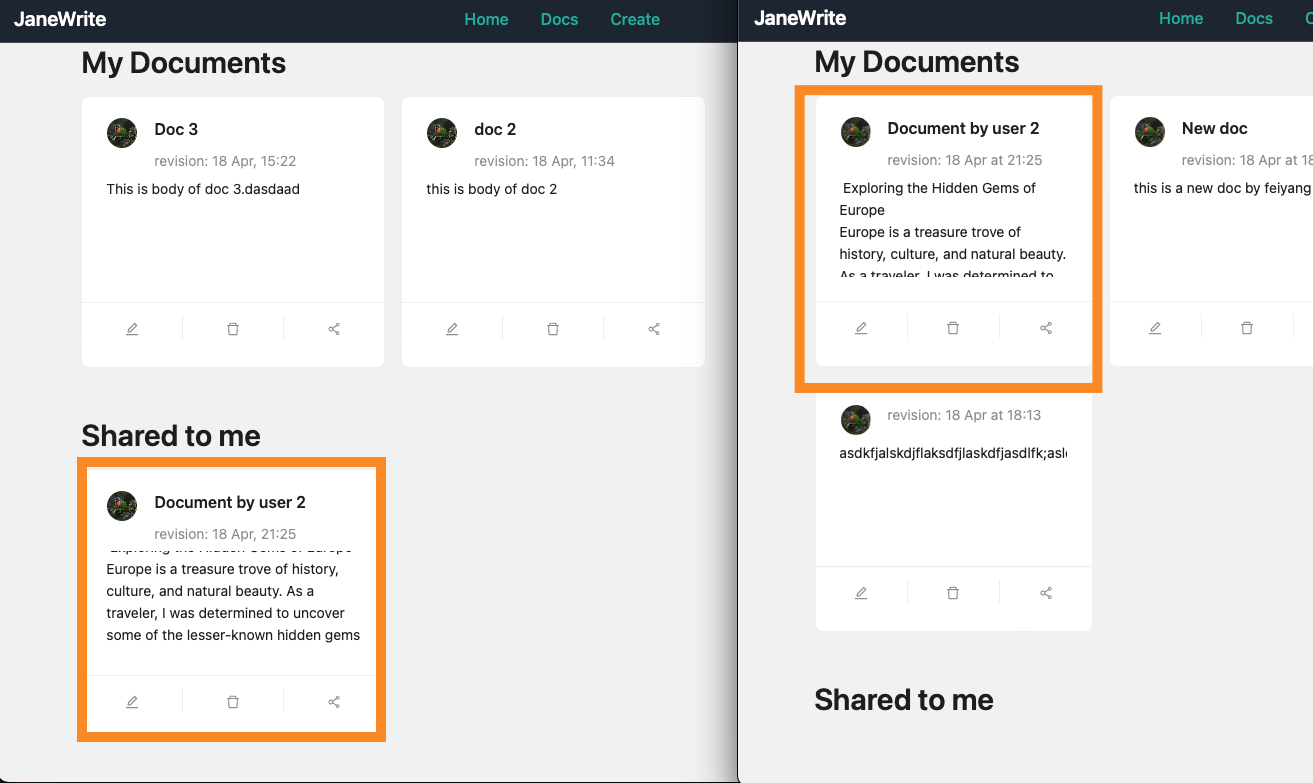 JaneWrite
Home Docs Create
My Documents
Doc 3
revision: 18 Apr, 15:22
This is body of doc 3.dasdaad
doc 2
revision: 18 Apr, 11:34
this is body of doc 2
Shared to me
Document by user 2
revision: 18 Apr, 21:25
Exploring the Hidden Gems of Europe
Europe is a treasure trove of history,
culture, and natural beauty. As a
traveler, I was determined to uncover
some of the lesser-known hidden gems
JaneWrite
Home Docs
My Documents
Document by user 2
revision: 18 Apr at 21:25
Exploring the Hidden Gems of
Europe
Europe is a treasure trove of
history, culture, and natural beauty.
As a traveler, I was determined to
New doc
revision: 18 Apr at 18
this is a new doc by feiyang
revision: 18 Apr at 18:13
asdkfjalskdjflaksdfjlaskdfjasdlfk;asl
Shared to me